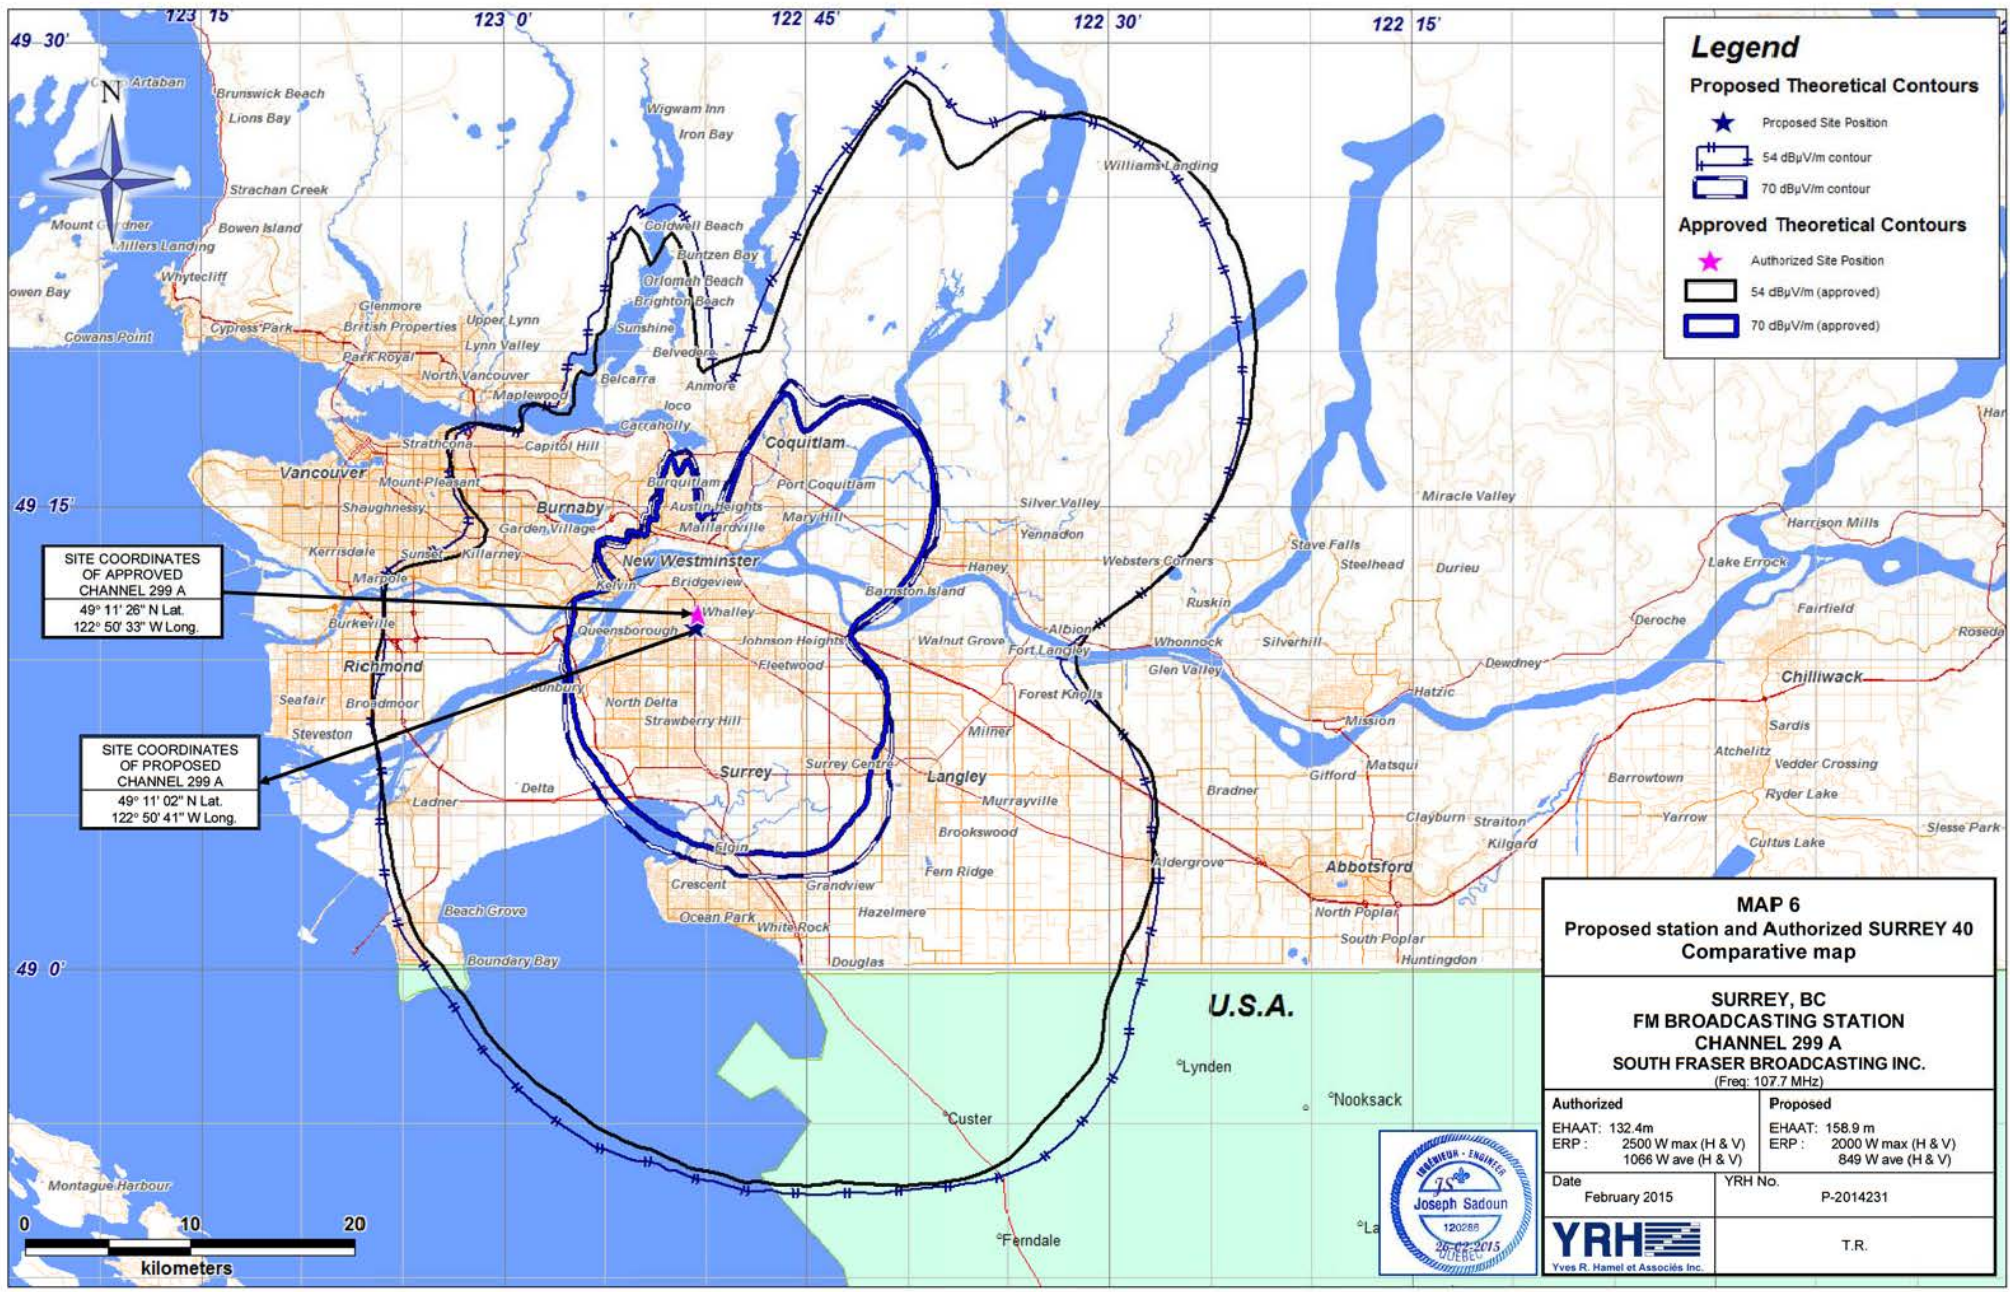 123 15'
123 0'
122 45'
122 30'
122 15'
49 30'
49 15'
49 0'
N
Legend
Proposed Theoretical Contours
Proposed Site Position
54 dBµV/m contour
70 dBµV/m contour
Approved Theoretical Contours
Authorized Site Position
54 dBµV/m (approved)
70 dBµV/m (approved)
Artaban
Brunswick Beach
Lions Bay
Wigwam Inn
Iron Bay
Williams Landing
Strachan Creek
Mount Gardner
Bowen Island
Millers Landing
Coldwell Beach
Buntzen Bay
Whytecliff
Orlomah Beach
owen Bay
Brighton Beach
Glenmore
British Properties
Upper Lynn
Cypress Park
Sunshine
Cowans Point
Lynn Valley
Park Royal
Belvedere
North Vancouver
Belcarra
Anmore
Maplewood
Ioco
Carraholly
Har
Strathcona
Capitol Hill
Coquitlam
Vancouver
Mount Pleasant
Burquitlam
Port Coquitlam
Shaughnessy
Burnaby
Austin Heights
Silver Valley
Miracle Valley
Garden Village
Maillardville
Mary Hill
Harrison Mills
Kerrisdale
Sunset
Killarney
New Westminster
Yennadon
Websters Corners
Stave Falls
Steelhead
Durieu
Lake Errock
Marpole
Kelvin
Bridgeview
Haney
Barnston Island
Ruskin
Fairfield
Burkeville
Whalley
Queensborough
Johnson Heights
Walnut Grove
Albion
Fort Langley
Whonnock
Silverhill
Deroche
Roseda
Richmond
Fleetwood
Glen Valley
Dewdney
Chilliwack
Seafair
Broadmoor
Sunbury
North Delta
Forest Knolls
Hatzic
Strawberry Hill
Mission
Sardis
Steveston
Milner
Atchelitz
Surrey
Surrey Centre
Langley
Gifford
Matsqui
Barrowtown
Vedder Crossing
Delta
Ladner
Murrayville
Bradner
Ryder Lake
Brookswood
Clayburn
Straiton
Yarrow
Slesse Park
Elgin
Kilgard
Cultus Lake
Aldergrove
Abbotsford
Crescent
Grandview
Fern Ridge
Beach Grove
Ocean Park
White Rock
Hazelmere
North Poplar
South Poplar
Boundary Bay
Douglas
Huntingdon
U.S.A.
Lynden
Nooksack
Custer
Ferndale
La
Montague Harbour
SITE COORDINATES
OF APPROVED
CHANNEL 299 A
49° 11' 26" N Lat.
122° 50' 33" W Long.
SITE COORDINATES
OF PROPOSED
CHANNEL 299 A
49° 11' 02" N Lat.
122° 50' 41" W Long.
0 10 20
kilometers
INGÉNIEUR - ENGINEER
JS
Joseph Sadoun
120286
26-02-2015
QUÉBEC
MAP 6
Proposed station and Authorized SURREY 40
Comparative map
SURREY, BC
FM BROADCASTING STATION
CHANNEL 299 A
SOUTH FRASER BROADCASTING INC.
(Freq: 107.7 MHz)
Authorized
EHAAT: 132.4m
ERP : 2500 W max (H & V)
1066 W ave (H & V)
Proposed
EHAAT: 158.9 m
ERP : 2000 W max (H & V)
849 W ave (H & V)
Date
February 2015
YRH No.
P-2014231
YRH
Yves R. Hamel et Associés Inc.
T.R.